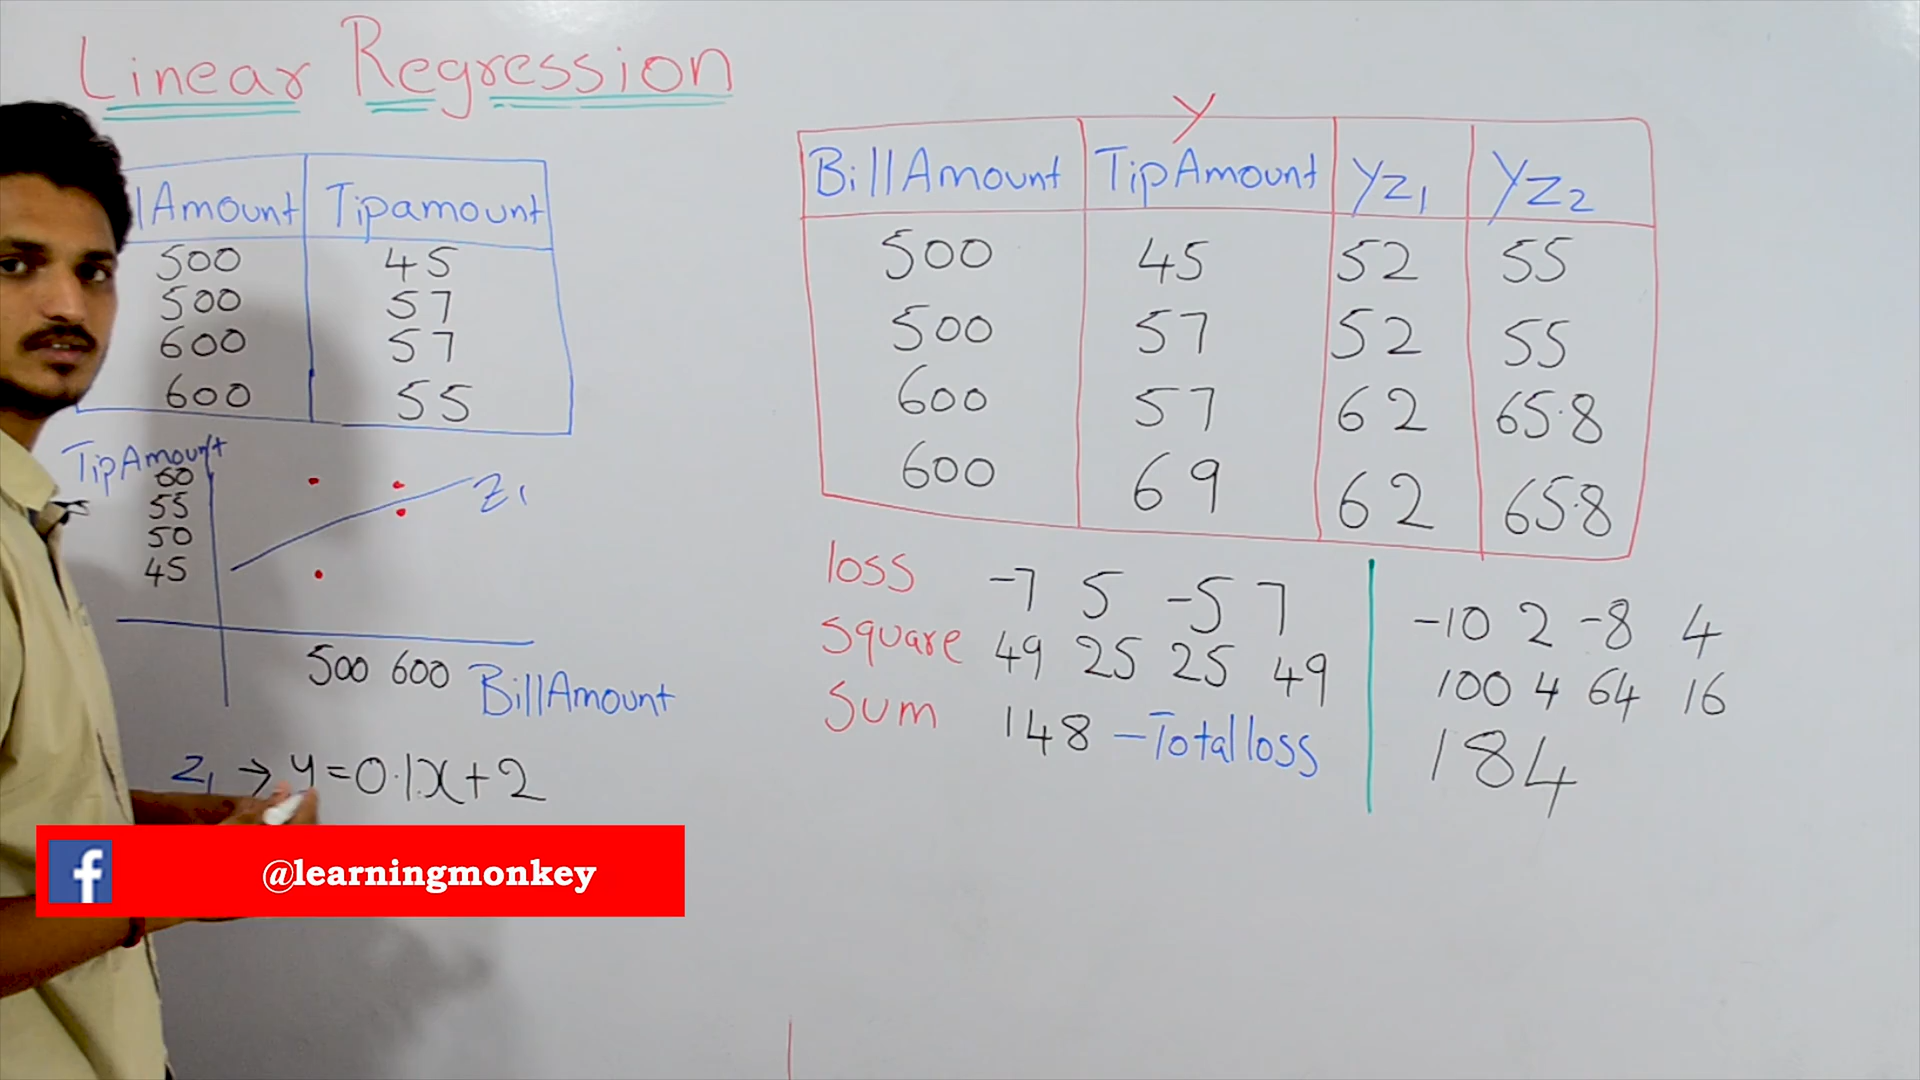 Linear Regression
lAmount Tipamount
500 45
500 57
600 57
600 55
TipAmount
60
55
50
45
Z1
500 600 BillAmount
Z1 → y=0.1x+2
@learningmonkey
Y
BillAmount TipAmount YZ1 YZ2
500 45 52 55
500 57 52 55
600 57 62 65.8
600 69 62 65.8
loss -7 5 -5 7
square 49 25 25 49
sum 148 - Total loss
-10 2 -8 4
100 4 64 16
184